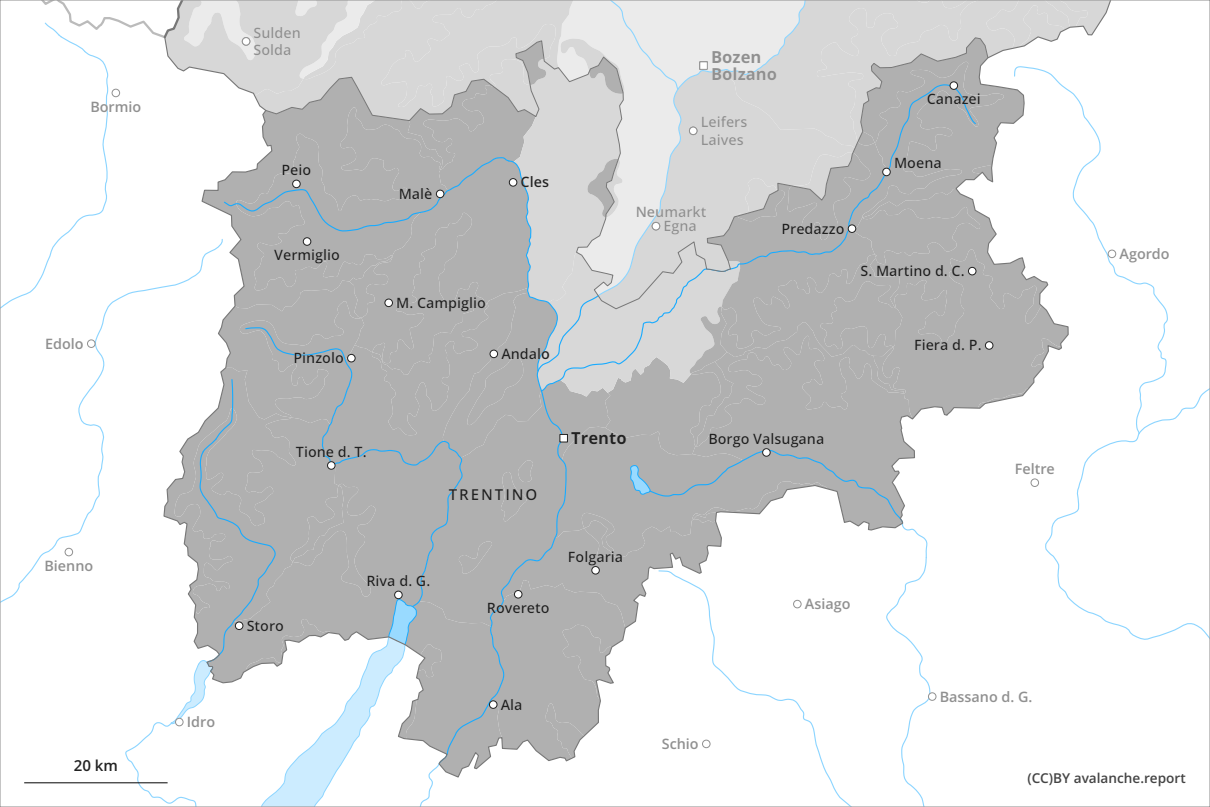 Sulden
Solda
Bozen
Bolzano
Bormio
Canazei
Leifers
Laives
Moena
Peio
Malè
Cles
Neumarkt
Egna
Predazzo
Vermiglio
Agordo
S. Martino d. C.
M. Campiglio
Edolo
Pinzolo
Andalo
Fiera d. P.
Trento
Borgo Valsugana
Tione d. T.
Feltre
TRENTINO
Bienno
Folgaria
Riva d. G.
Rovereto
Asiago
Storo
Bassano d. G.
Ala
Idro
Schio
20 km
(CC)BY avalanche.report